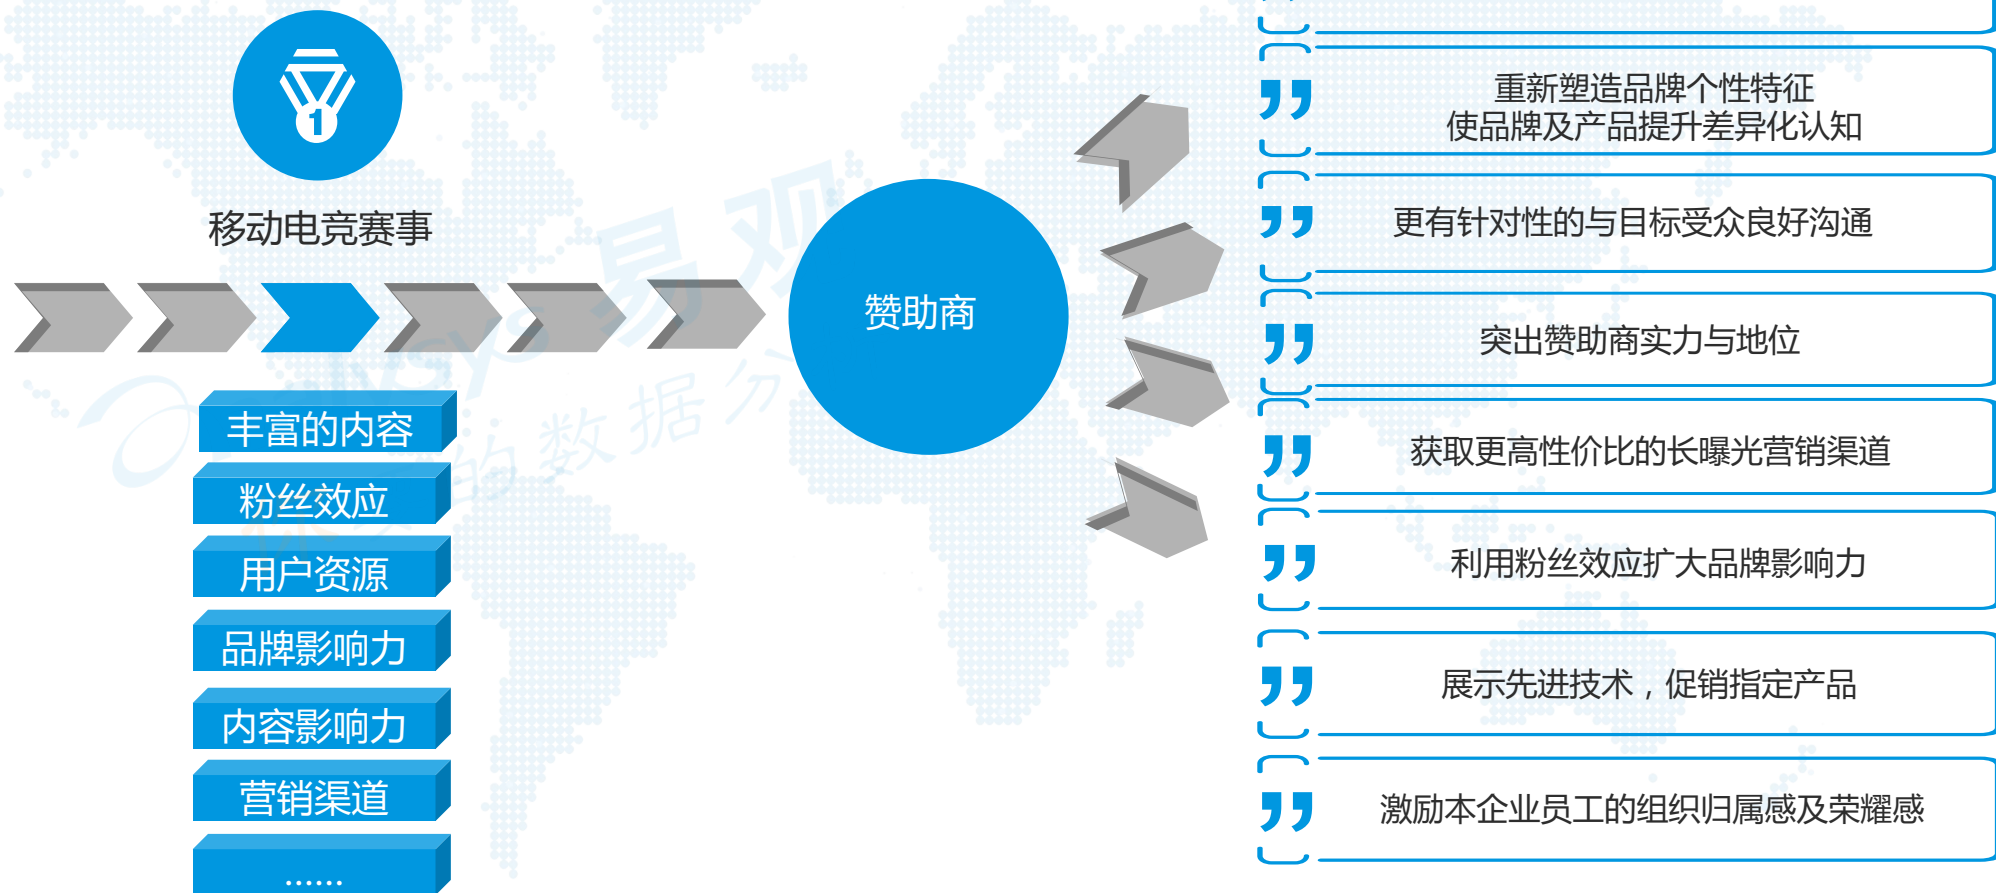 移动电竞赛事
丰富的内容
粉丝效应
用户资源
品牌影响力
内容影响力
营销渠道
......
赞助商
重新塑造品牌个性特征
使品牌及产品提升差异化认知
更有针对性的与目标受众良好沟通
突出赞助商实力与地位
获取更高性价比的长曝光营销渠道
利用粉丝效应扩大品牌影响力
展示先进技术，促销指定产品
激励本企业员工的组织归属感及荣耀感
1
易观
的数据分